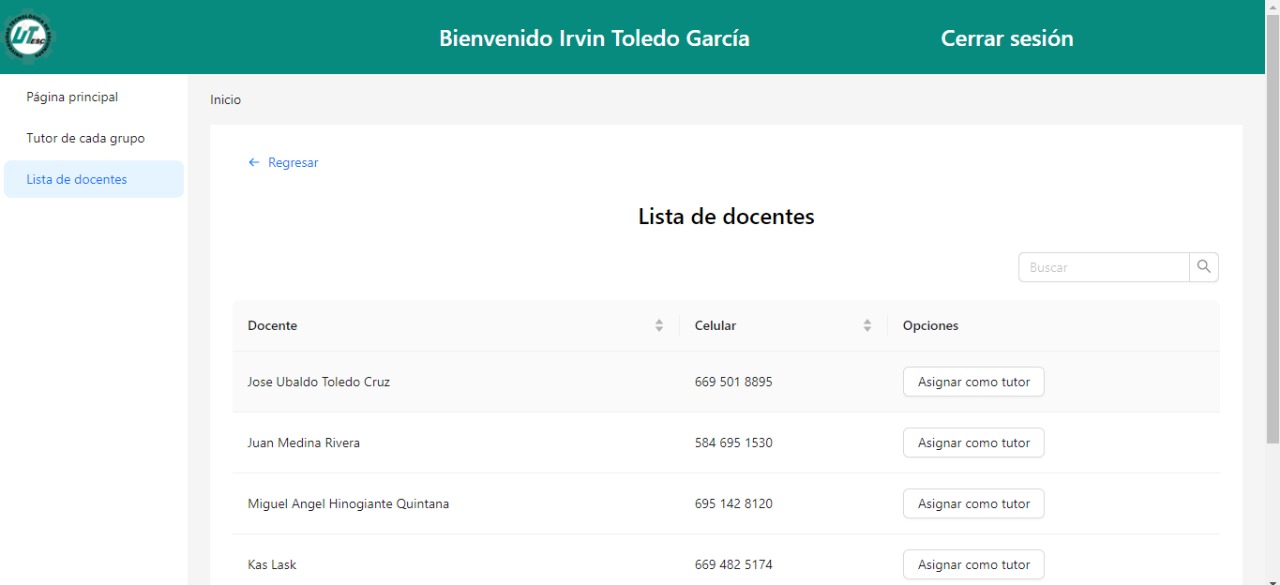 UTesc
Bienvenido Irvin Toledo García
Cerrar sesión
Página principal
Tutor de cada grupo
Lista de docentes
Inicio
← Regresar
Lista de docentes
Buscar
Docente Celular Opciones
Jose Ubaldo Toledo Cruz 669 501 8895 Asignar como tutor
Juan Medina Rivera 584 695 1530 Asignar como tutor
Miguel Angel Hinogiante Quintana 695 142 8120 Asignar como tutor
Kas Lask 669 482 5174 Asignar como tutor